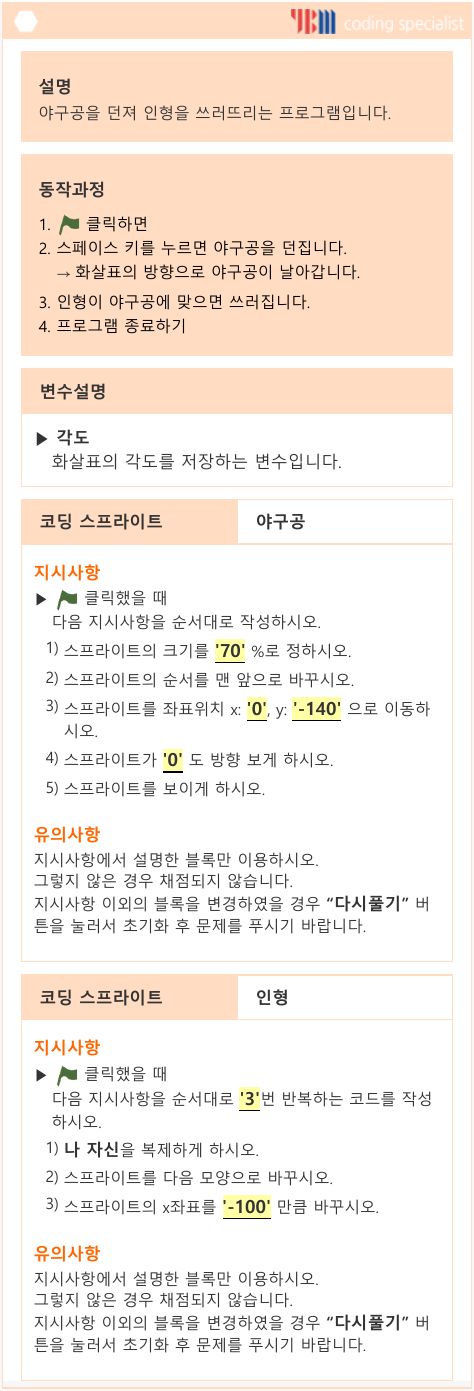 YBM coding specialist
설명
야구공을 던져 인형을 쓰러뜨리는 프로그램입니다.
동작과정
1. 클릭하면
2. 스페이스 키를 누르면 야구공을 던집니다.
→ 화살표의 방향으로 야구공이 날아갑니다.
3. 인형이 야구공에 맞으면 쓰러집니다.
4. 프로그램 종료하기
변수설명
▶ 각도
화살표의 각도를 저장하는 변수입니다.
코딩 스프라이트 야구공
지시사항
▶ 클릭했을 때
다음 지시사항을 순서대로 작성하시오.
1) 스프라이트의 크기를 '70' %로 정하시오.
2) 스프라이트의 순서를 맨 앞으로 바꾸시오.
3) 스프라이트를 좌표위치 x: '0', y: '-140' 으로 이동하
시오.
4) 스프라이트가 '0' 도 방향 보게 하시오.
5) 스프라이트를 보이게 하시오.
유의사항
지시사항에서 설명한 블록만 이용하시오.
그렇지 않은 경우 채점되지 않습니다.
지시사항 이외의 블록을 변경하였을 경우 “다시풀기” 버
튼을 눌러서 초기화 후 문제를 푸시기 바랍니다.
코딩 스프라이트 인형
지시사항
▶ 클릭했을 때
다음 지시사항을 순서대로 '3'번 반복하는 코드를 작성
하시오.
1) 나 자신을 복제하게 하시오.
2) 스프라이트를 다음 모양으로 바꾸시오.
3) 스프라이트의 x좌표를 '-100' 만큼 바꾸시오.
유의사항
지시사항에서 설명한 블록만 이용하시오.
그렇지 않은 경우 채점되지 않습니다.
지시사항 이외의 블록을 변경하였을 경우 “다시풀기” 버
튼을 눌러서 초기화 후 문제를 푸시기 바랍니다.